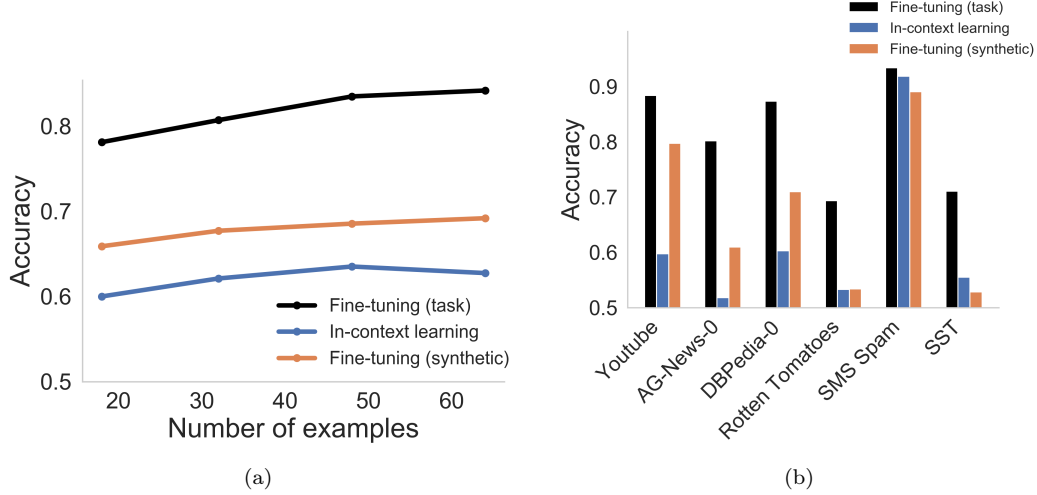 0.8
0.7
0.6
0.5
Accuracy
20 30 40 50 60
Number of examples
Fine-tuning (task)
In-context learning
Fine-tuning (synthetic)
(a)
Fine-tuning (task)
In-context learning
Fine-tuning (synthetic)
0.9
0.8
0.7
0.6
0.5
Accuracy
Youtube
AG-News-0
DBPedia-0
Rotten Tomatoes
SMS Spam
SST
(b)